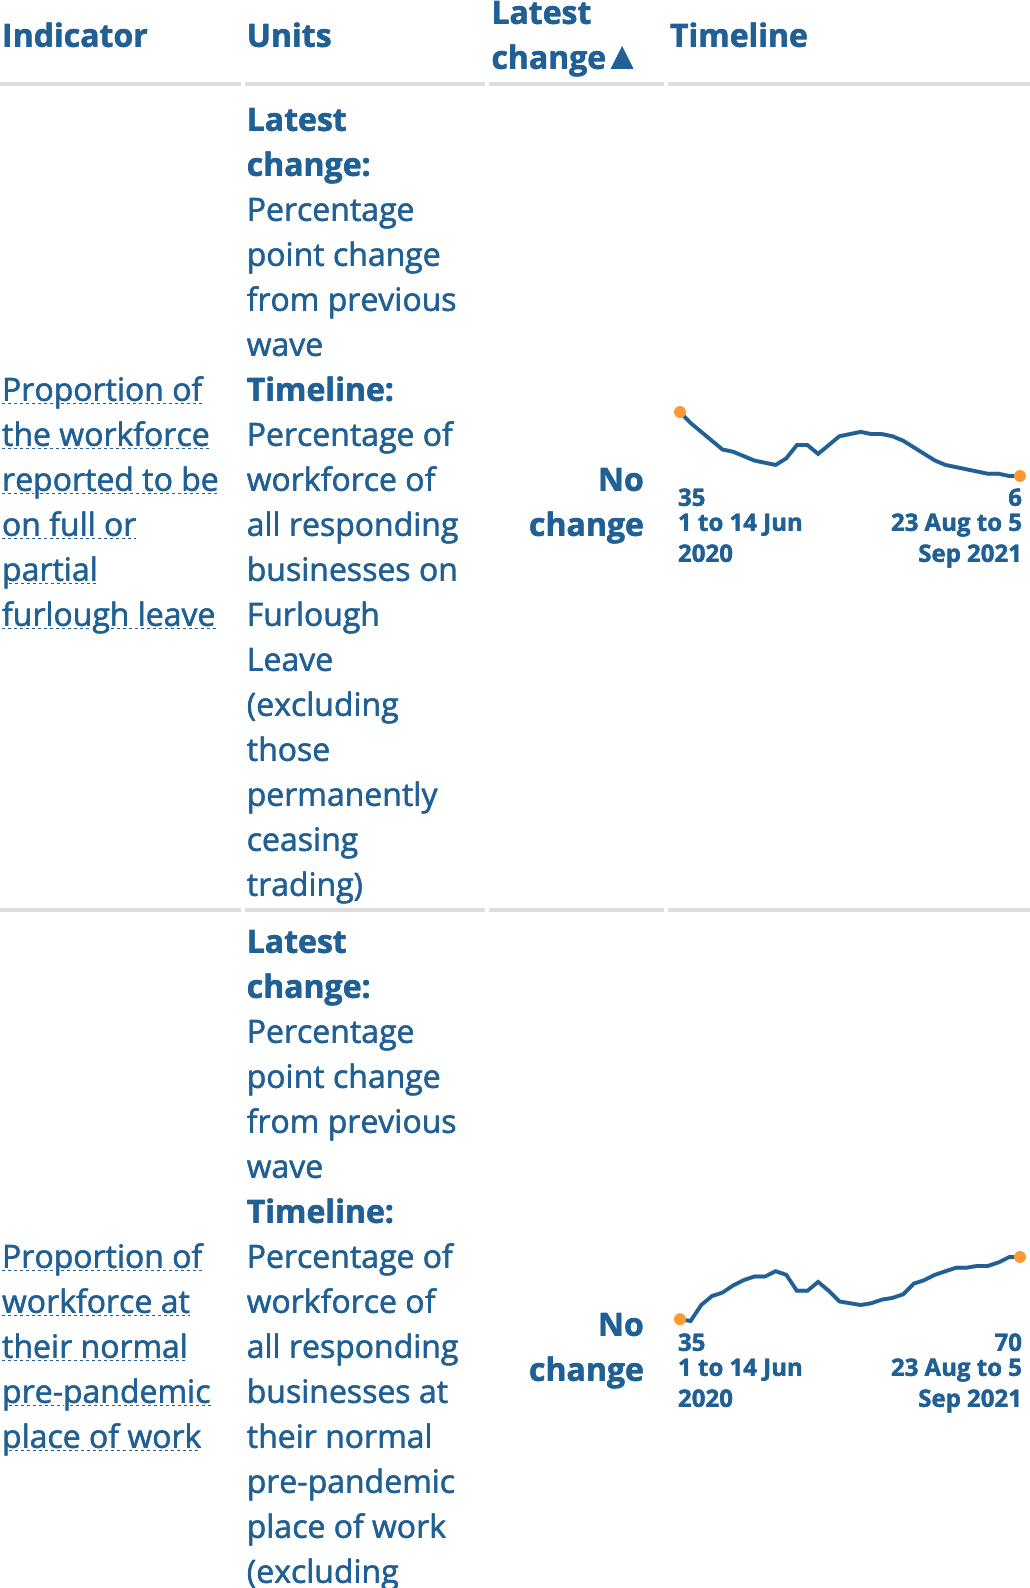 Indicator
Units
Latest
change▲
Timeline
Proportion of
the workforce
reported to be
on full or
partial
furlough leave
Latest
change:
Percentage
point change
from previous
wave
Timeline:
Percentage of
workforce of
all responding
businesses on
Furlough
Leave
(excluding
those
permanently
ceasing
trading)
No
change
35
1 to 14 Jun
2020
6
23 Aug to 5
Sep 2021
Proportion of
workforce at
their normal
pre-pandemic
place of work
Latest
change:
Percentage
point change
from previous
wave
Timeline:
Percentage of
workforce of
all responding
businesses at
their normal
pre-pandemic
place of work
(excluding
No
change
35
1 to 14 Jun
2020
70
23 Aug to 5
Sep 2021